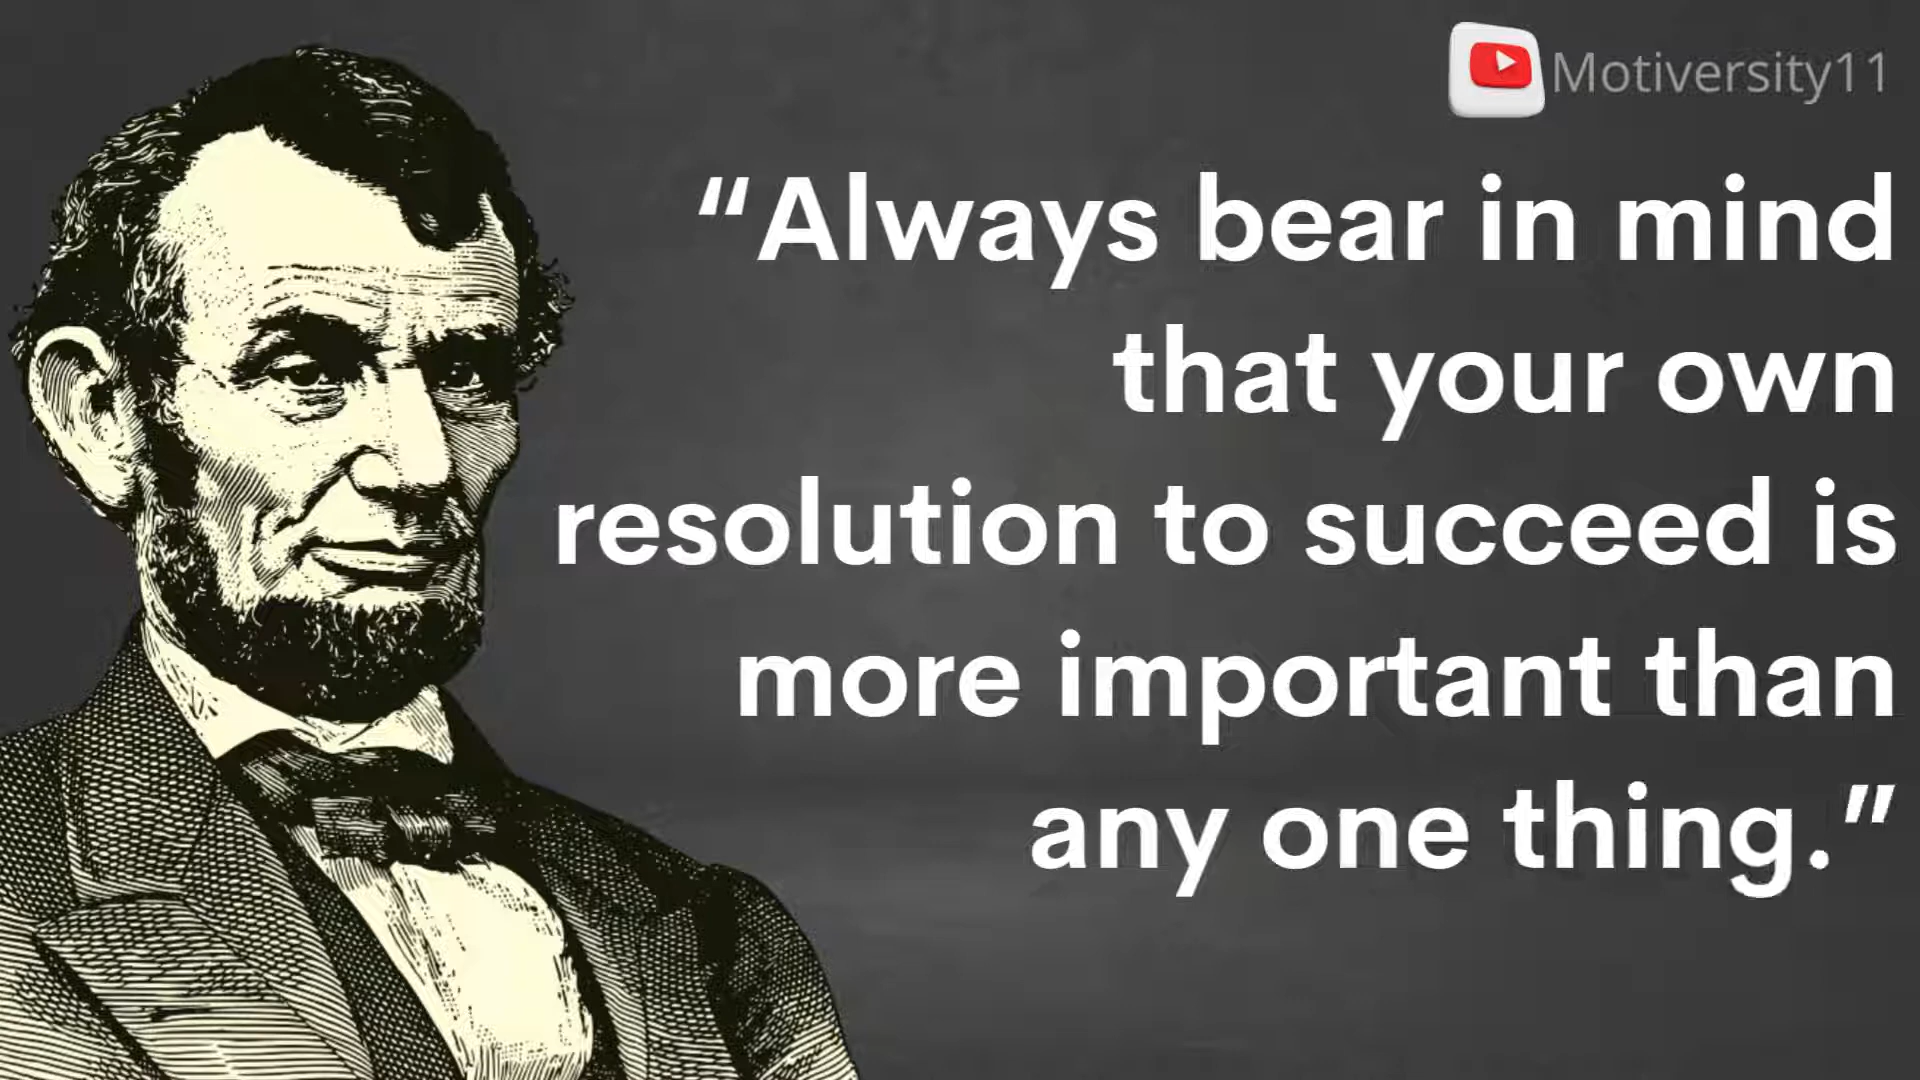 Motiversity11
“Always bear in mind
that your own
resolution to succeed is
more important than
any one thing.”